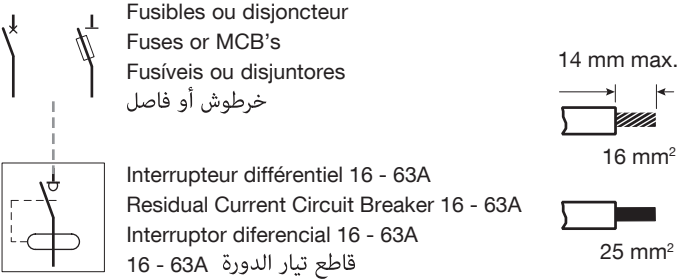 Fusibles ou disjoncteur
Fuses or MCB's
Fusíveis ou disjuntores
خرطوش أو فاصل
Interrupteur différentiel 16 - 63A
Residual Current Circuit Breaker 16 - 63A
Interruptor diferencial 16 - 63A
قاطع تيار الدورة 16 - 63A
14 mm max.
16 mm²
25 mm²